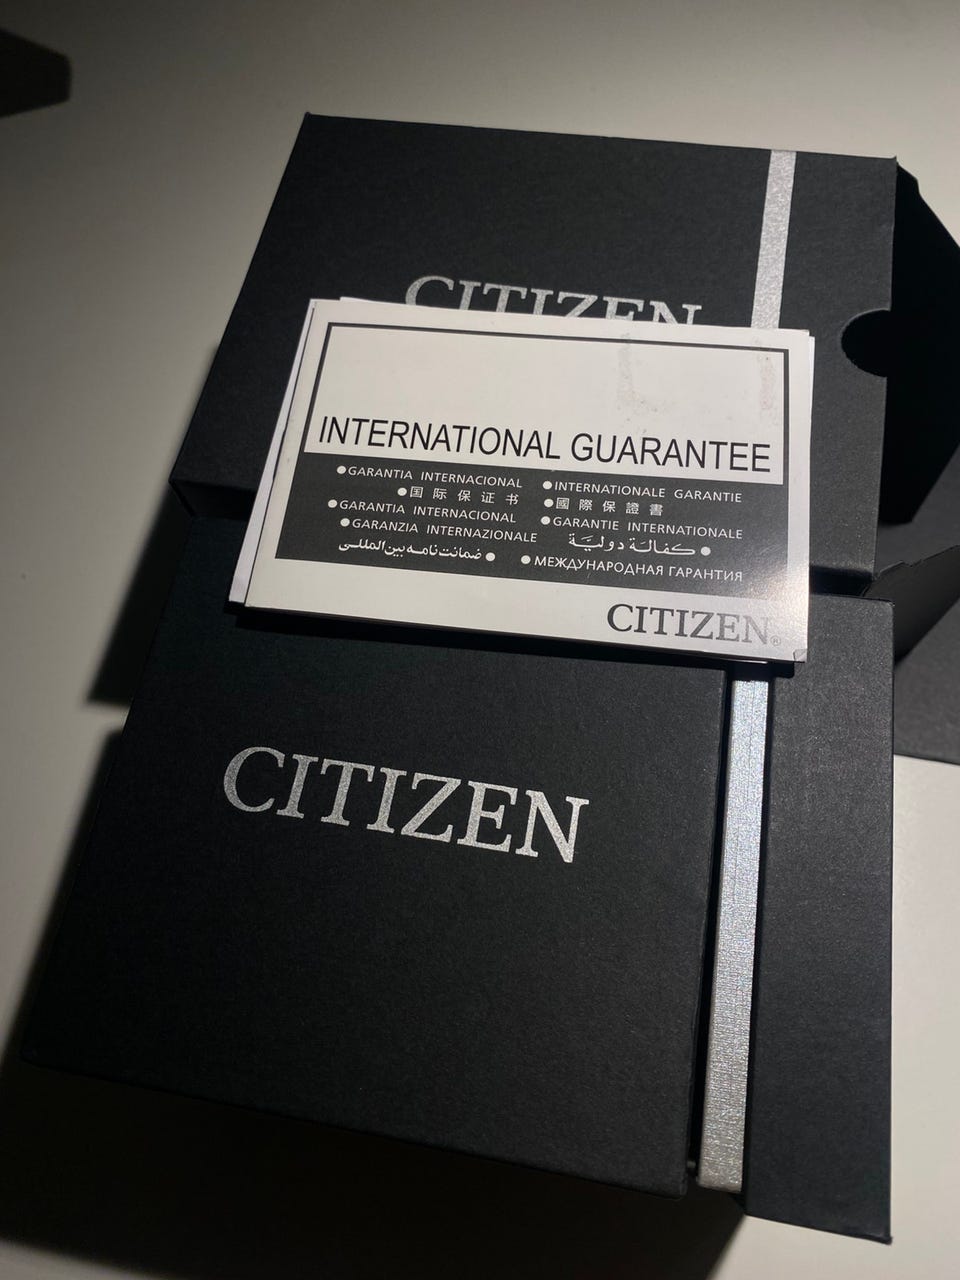 CITIZEN
INTERNATIONAL GUARANTEE
●GARANTIA INTERNACIONAL
●INTERNATIONALE GARANTIE
●国际保证书
●國際保證書
●GARANTIA INTERNACIONAL
●GARANTIE INTERNATIONALE
●GARANZIA INTERNAZIONALE
●كفالة دولية
●ضمانت نامه بین المللی
●МЕЖДУНАРОДНАЯ ГАРАНТИЯ
CITIZEN®
CITIZEN